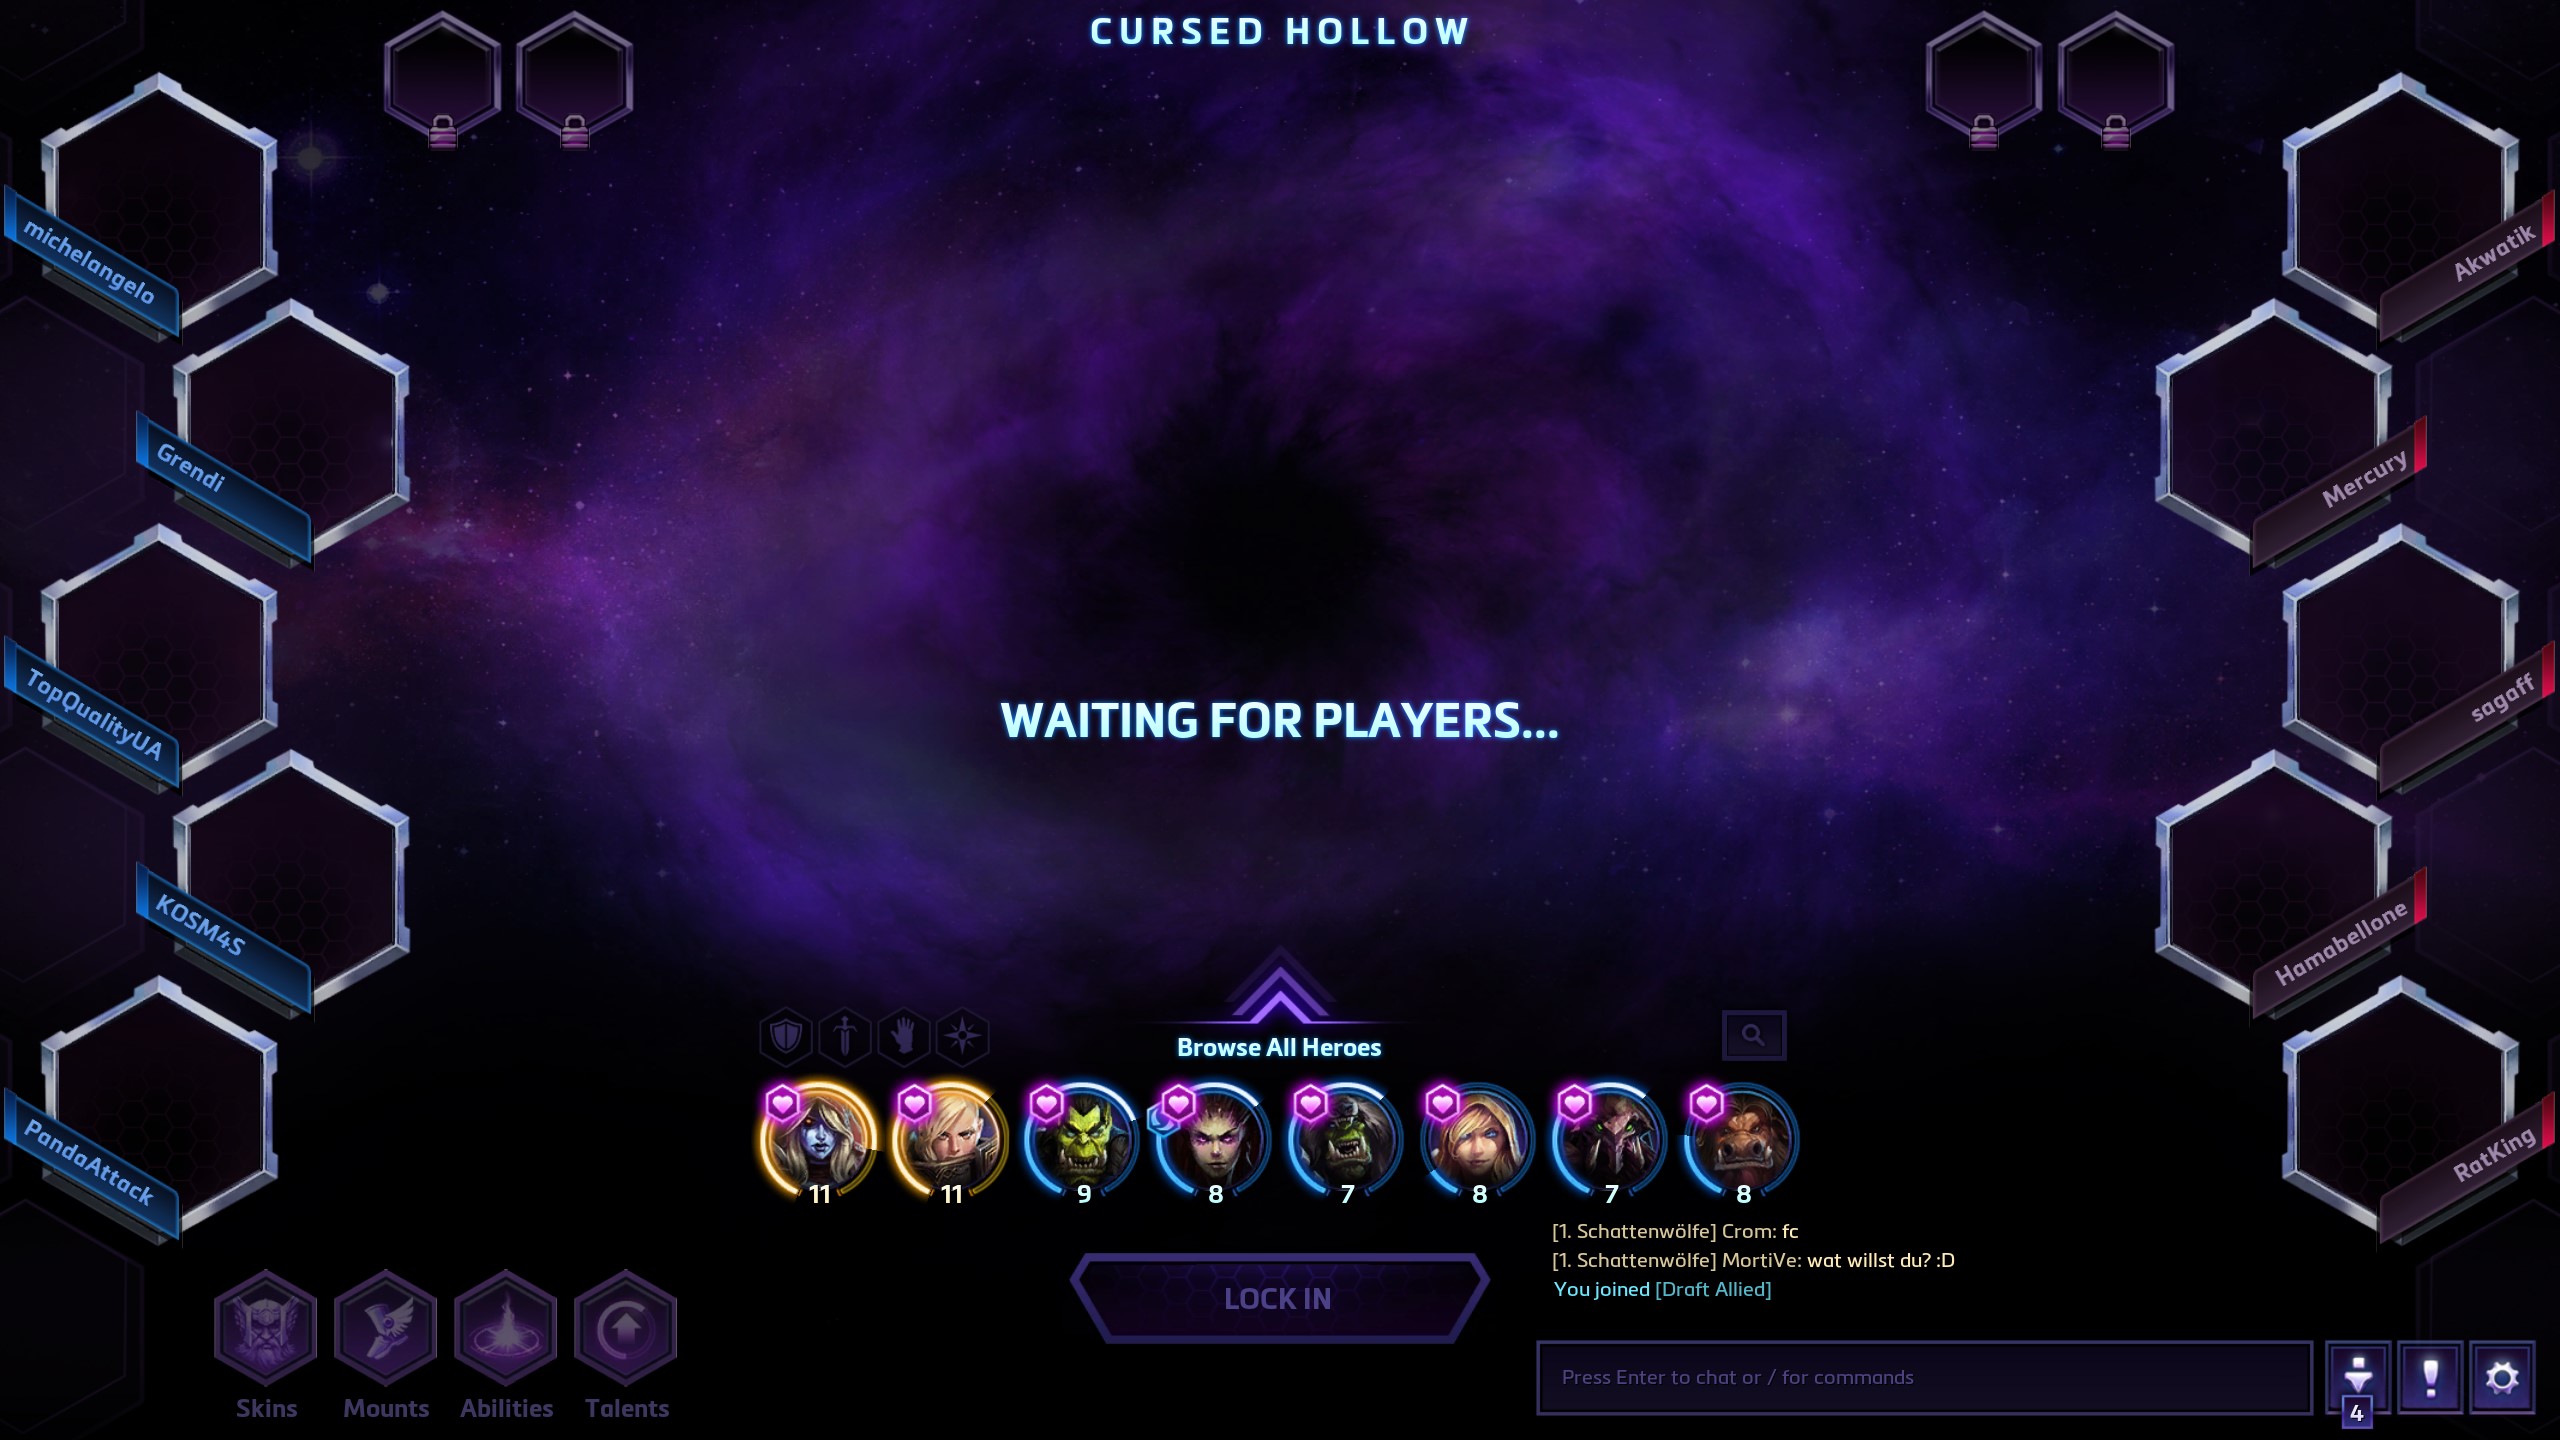 CURSED HOLLOW
michelangelo
Grendi
TopQualityUA
KOSM4S
PandaAttack
Akwatik
Mercury
sagaff
Hamabellone
RatKing
WAITING FOR PLAYERS...
Browse All Heroes
11 11 9 8 7 8 7 8
LOCK IN
Skins Mounts Abilities Talents
[1. Schattenwölfe] Crom: fc
[1. Schattenwölfe] MortiVe: wat willst du? :D
You joined [Draft Allied]
Press Enter to chat or / for commands
4